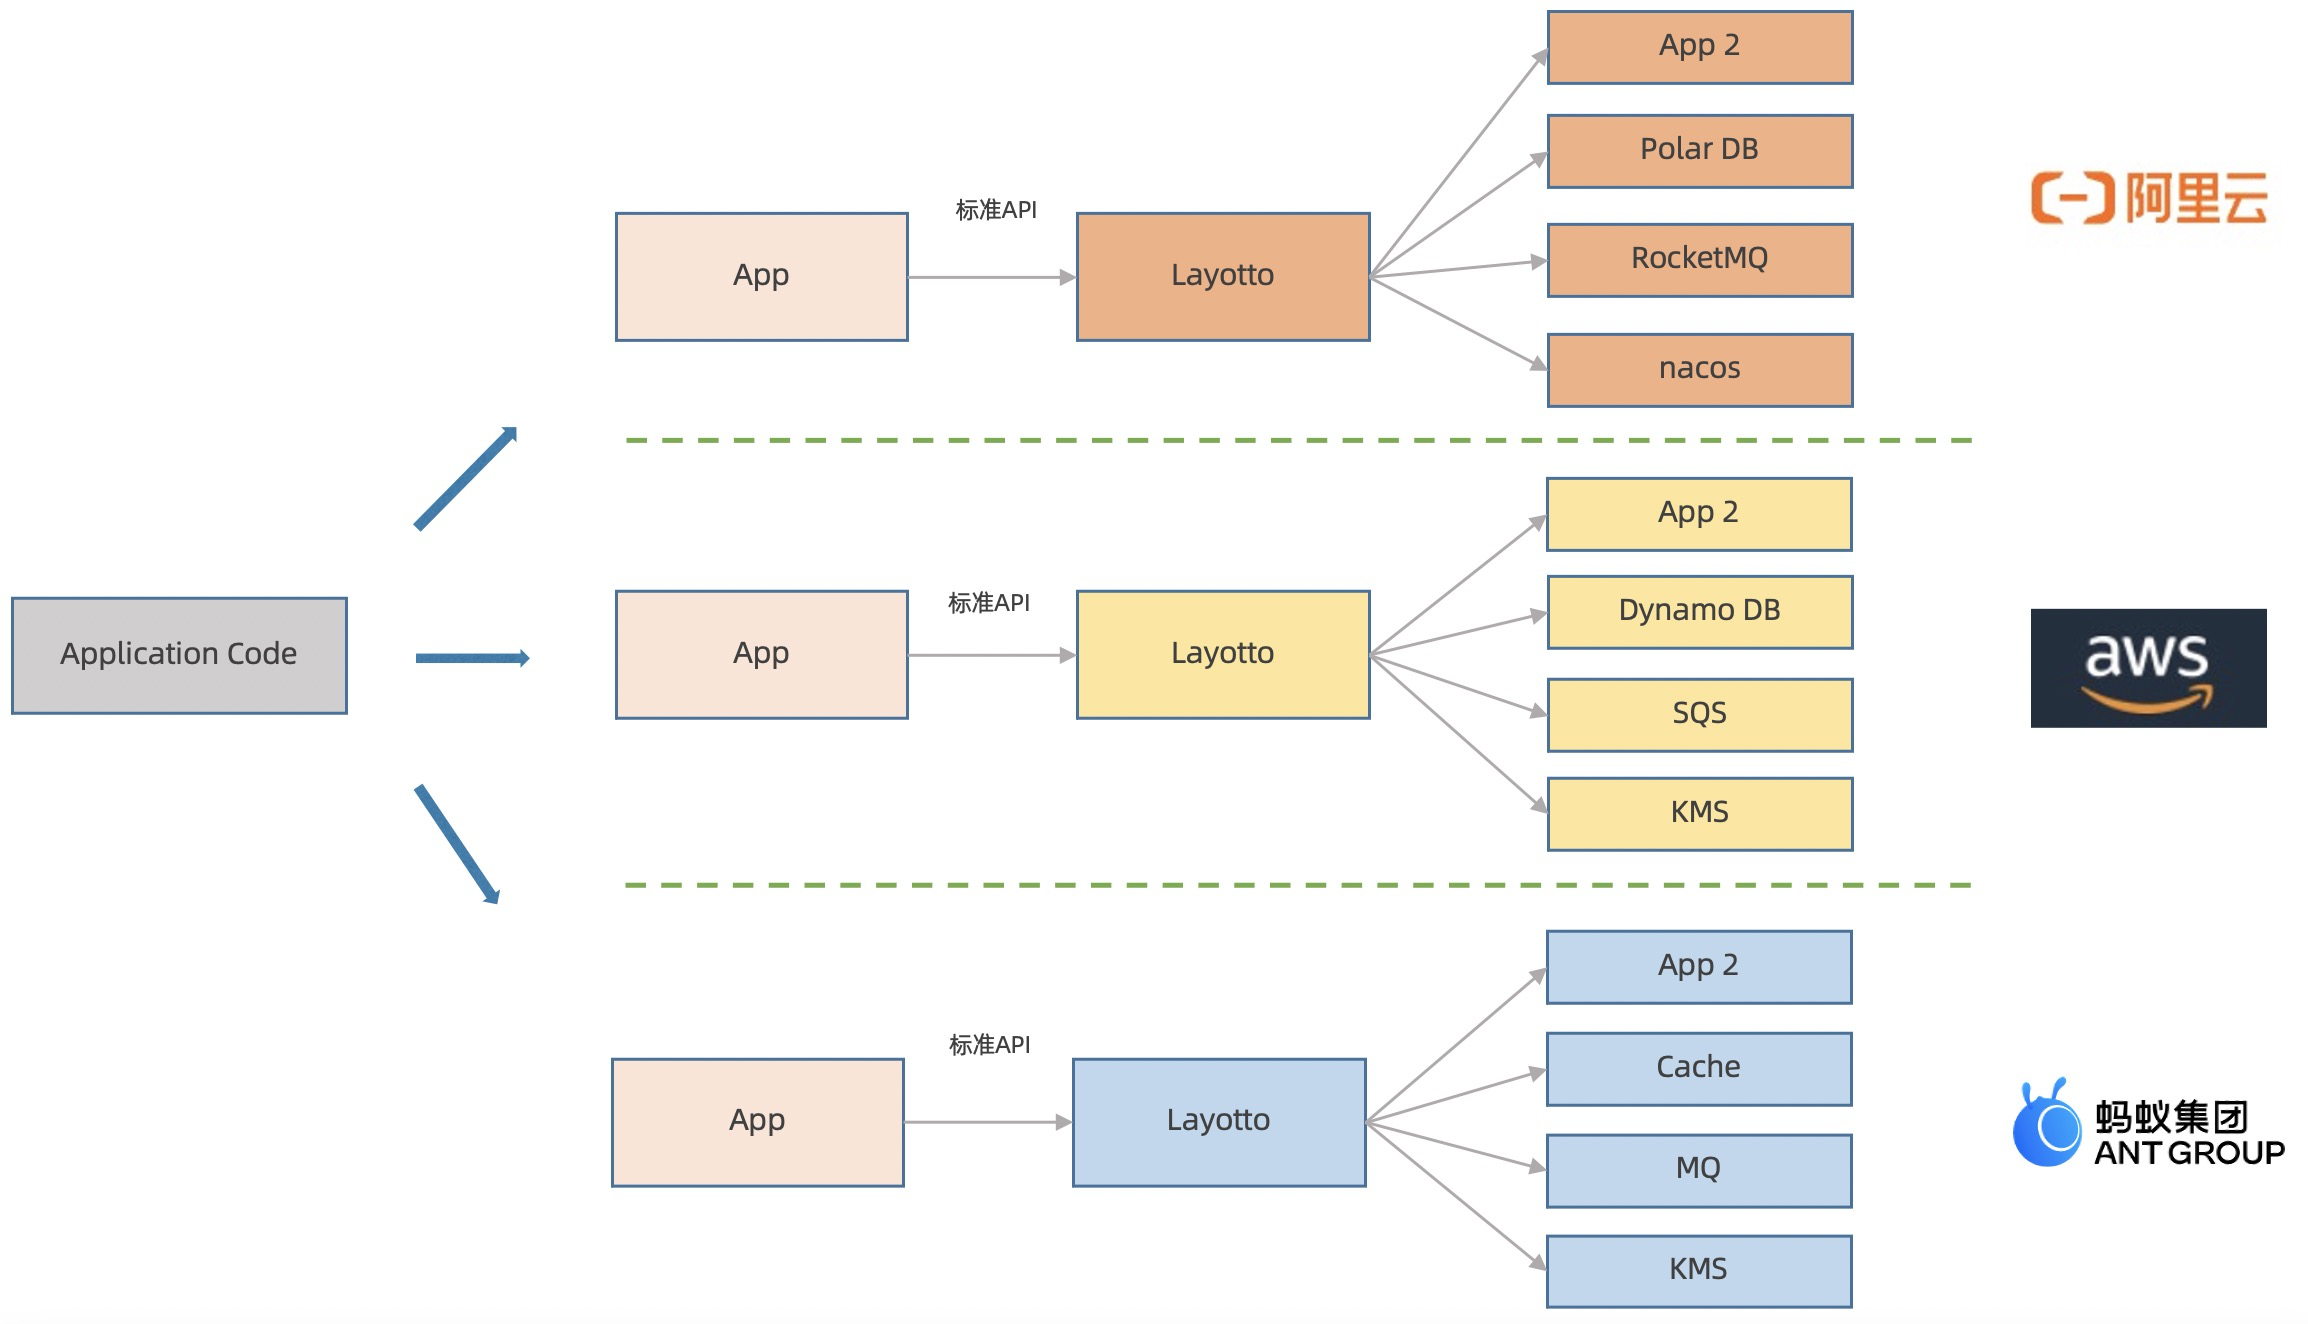 App 2
Polar DB
标准API
阿里云
App
Layotto
RocketMQ
nacos
App 2
标准API
Dynamo DB
Application Code
App
Layotto
aws
SQS
KMS
App 2
标准API
Cache
App
Layotto
蚂蚁集团
ANT GROUP
MQ
KMS